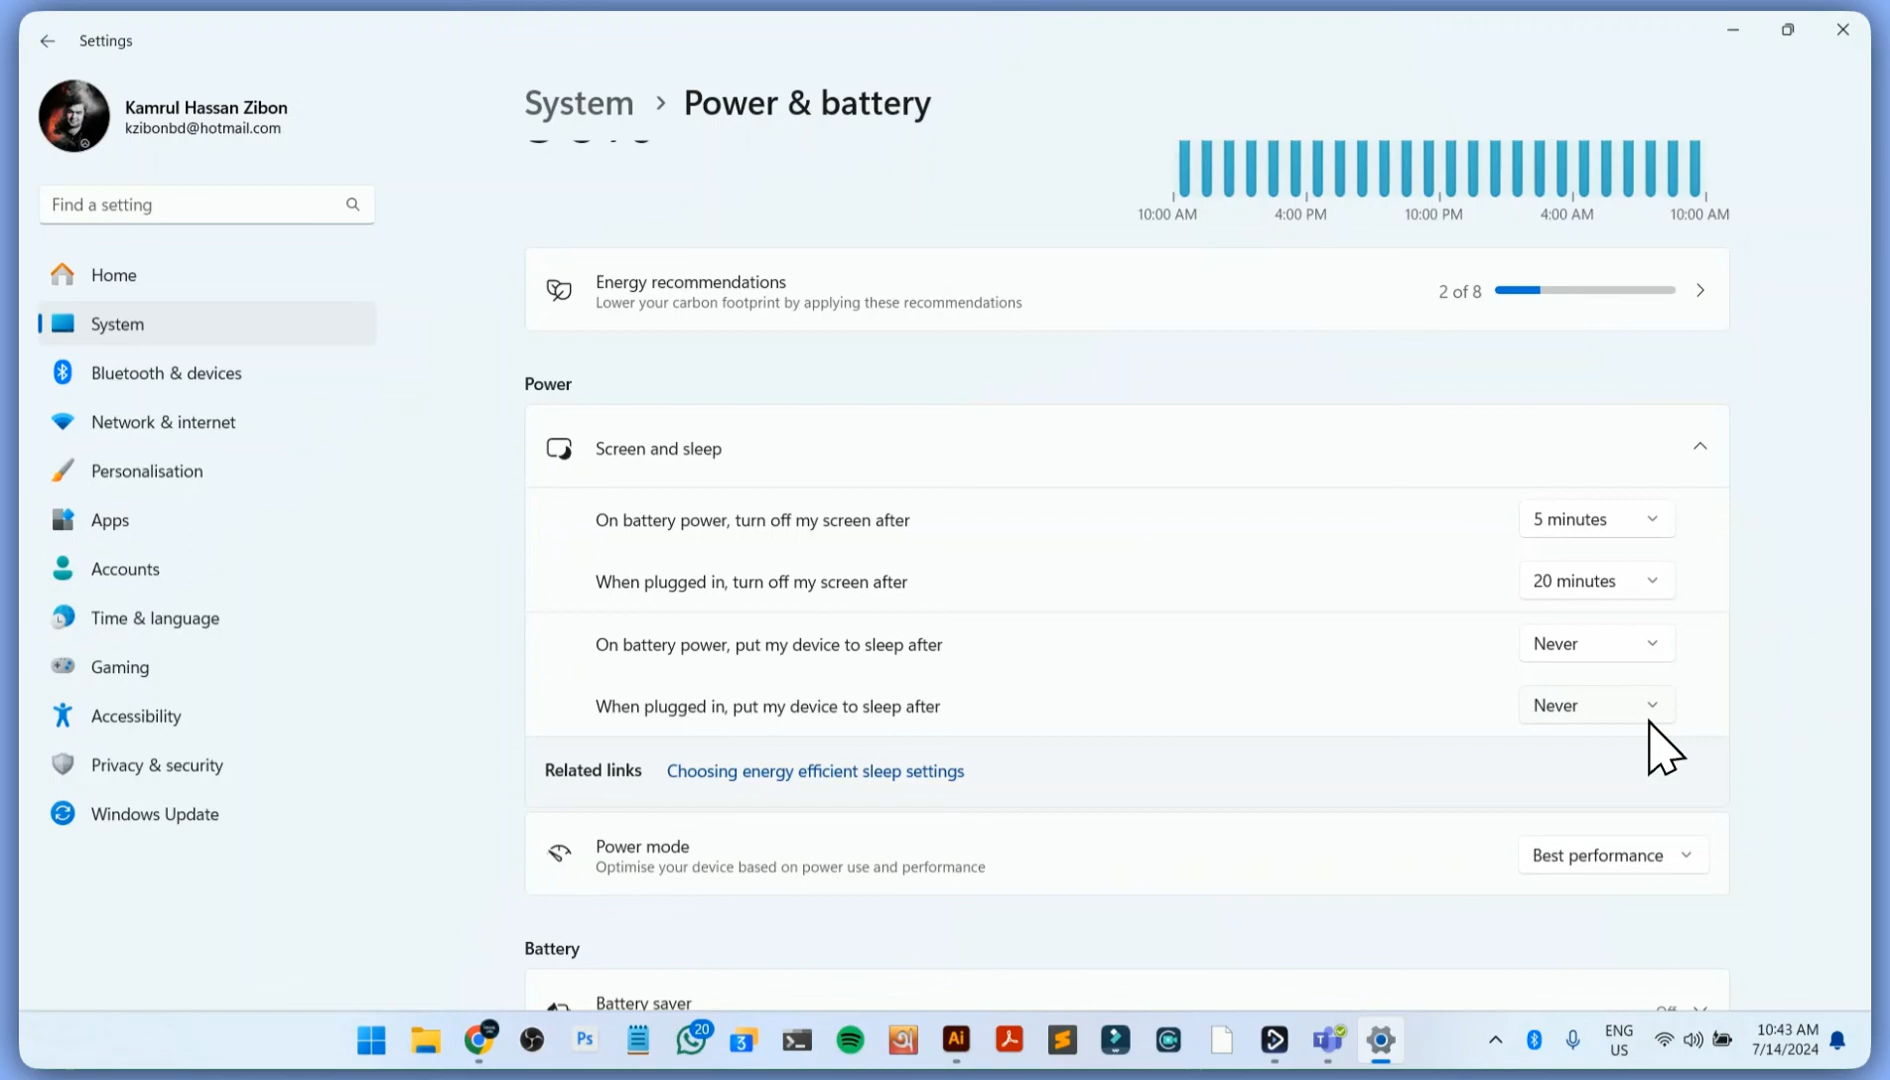 Settings
Kamrul Hassan Zibon
kzibonbd@hotmail.com
Find a setting
Home
System
Bluetooth & devices
Network & internet
Personalisation
Apps
Accounts
Time & language
Gaming
Accessibility
Privacy & security
Windows Update
System > Power & battery
10:00 AM 4:00 PM 10:00 PM 4:00 AM 10:00 AM
Energy recommendations
Lower your carbon footprint by applying these recommendations
2 of 8
Power
Screen and sleep
On battery power, turn off my screen after 5 minutes
When plugged in, turn off my screen after 20 minutes
On battery power, put my device to sleep after Never
When plugged in, put my device to sleep after Never
Related links Choosing energy efficient sleep settings
Power mode
Optimise your device based on power use and performance
Best performance
Battery
Battery saver
Ps
20
3
Ai
ENG
US
10:43 AM
7/14/2024